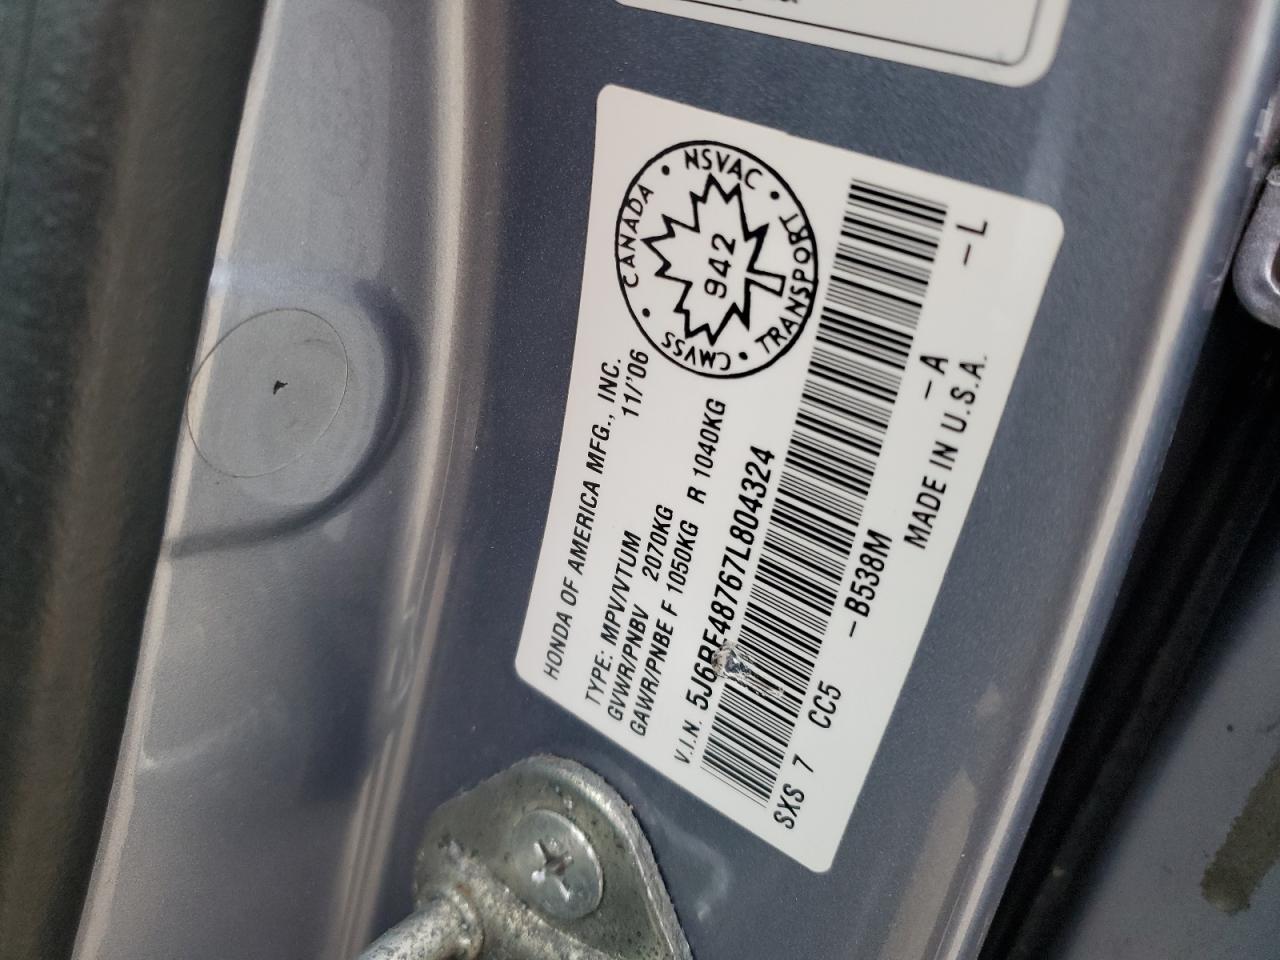 HONDA OF AMERICA MFG., INC.
11/'06
TYPE: MPV/VTUM
GVWR/PNBV 2070KG
GAWR/PNBE F 1050KG R 1040KG
V.I.N. 5J6RE48767L804324
CANADA • NSVAC • TRANSPORT • CMVSS •
942
SXS 7 CC5 -B538M -A -L
MADE IN U.S.A.